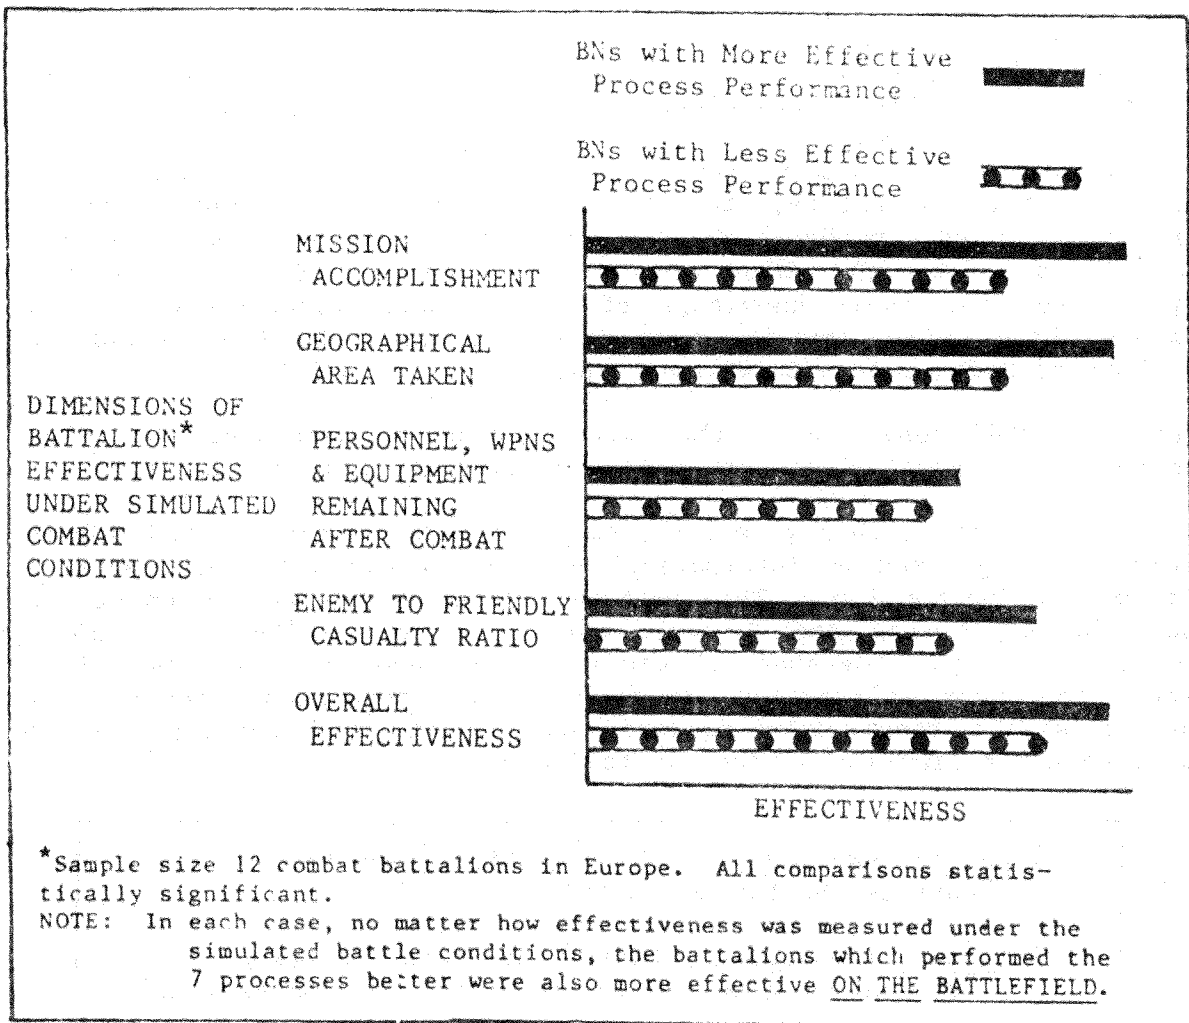 BNs with More Effective
Process Performance
BNs with Less Effective
Process Performance
MISSION
ACCOMPLISHMENT
GEOGRAPHICAL
AREA TAKEN
DIMENSIONS OF
BATTALION*
EFFECTIVENESS
UNDER SIMULATED
COMBAT
CONDITIONS
PERSONNEL, WPNS
& EQUIPMENT
REMAINING
AFTER COMBAT
ENEMY TO FRIENDLY
CASUALTY RATIO
OVERALL
EFFECTIVENESS
EFFECTIVENESS
*Sample size 12 combat battalions in Europe. All comparisons statis-
tically significant.
NOTE: In each case, no matter how effectiveness was measured under the
simulated battle conditions, the battalions which performed the
7 processes better were also more effective ON THE BATTLEFIELD.